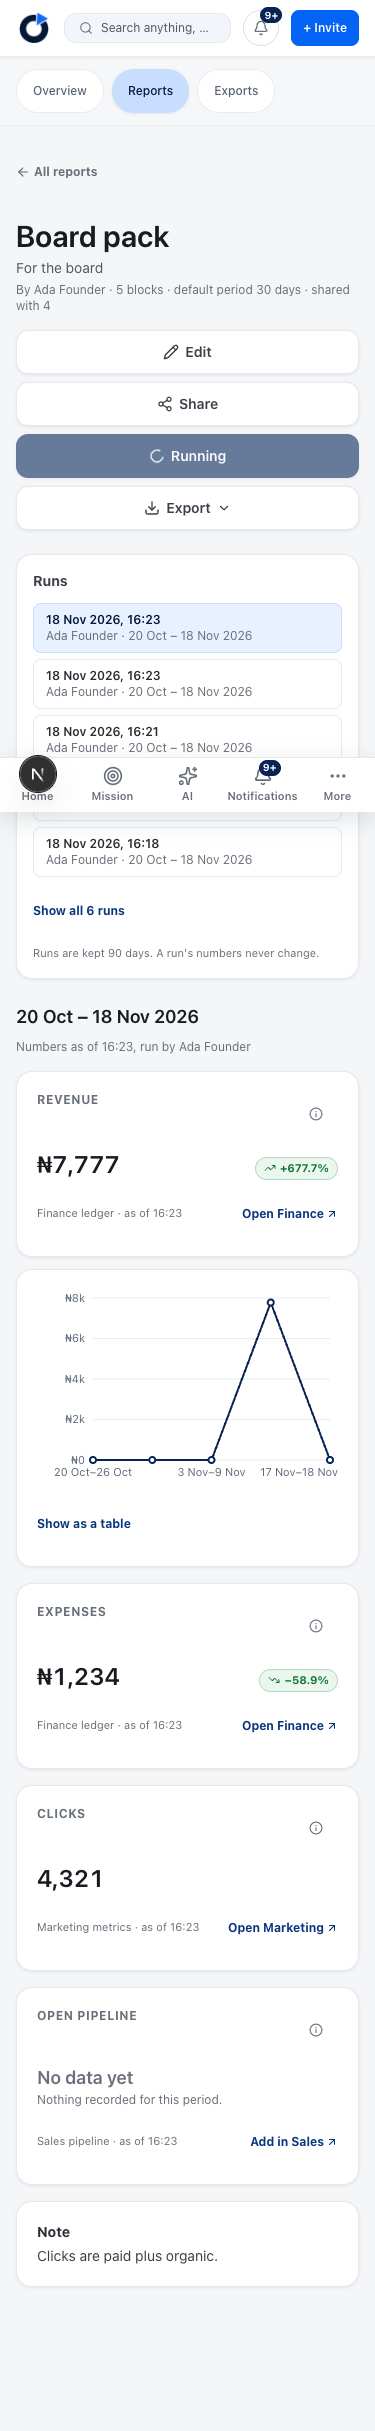 Search anything, ...
9+
+ Invite
Overview
Reports
Exports
← All reports
Board pack
For the board
By Ada Founder · 5 blocks · default period 30 days · shared
with 4
Edit
Share
Running
Export
Runs
18 Nov 2026, 16:23
Ada Founder · 20 Oct – 18 Nov 2026
18 Nov 2026, 16:23
Ada Founder · 20 Oct – 18 Nov 2026
18 Nov 2026, 16:21
Ada Founder · 20 Oct – 18 Nov 2026
N
9+
Home
Mission
AI
Notifications
More
18 Nov 2026, 16:18
Ada Founder · 20 Oct – 18 Nov 2026
Show all 6 runs
Runs are kept 90 days. A run's numbers never change.
20 Oct – 18 Nov 2026
Numbers as of 16:23, run by Ada Founder
REVENUE
₦7,777
+677.7%
Finance ledger · as of 16:23
Open Finance
₦8k
₦6k
₦4k
₦2k
₦0
20 Oct–26 Oct
3 Nov–9 Nov
17 Nov–18 Nov
Show as a table
EXPENSES
₦1,234
−58.9%
Finance ledger · as of 16:23
Open Finance
CLICKS
4,321
Marketing metrics · as of 16:23
Open Marketing
OPEN PIPELINE
No data yet
Nothing recorded for this period.
Sales pipeline · as of 16:23
Add in Sales
Note
Clicks are paid plus organic.